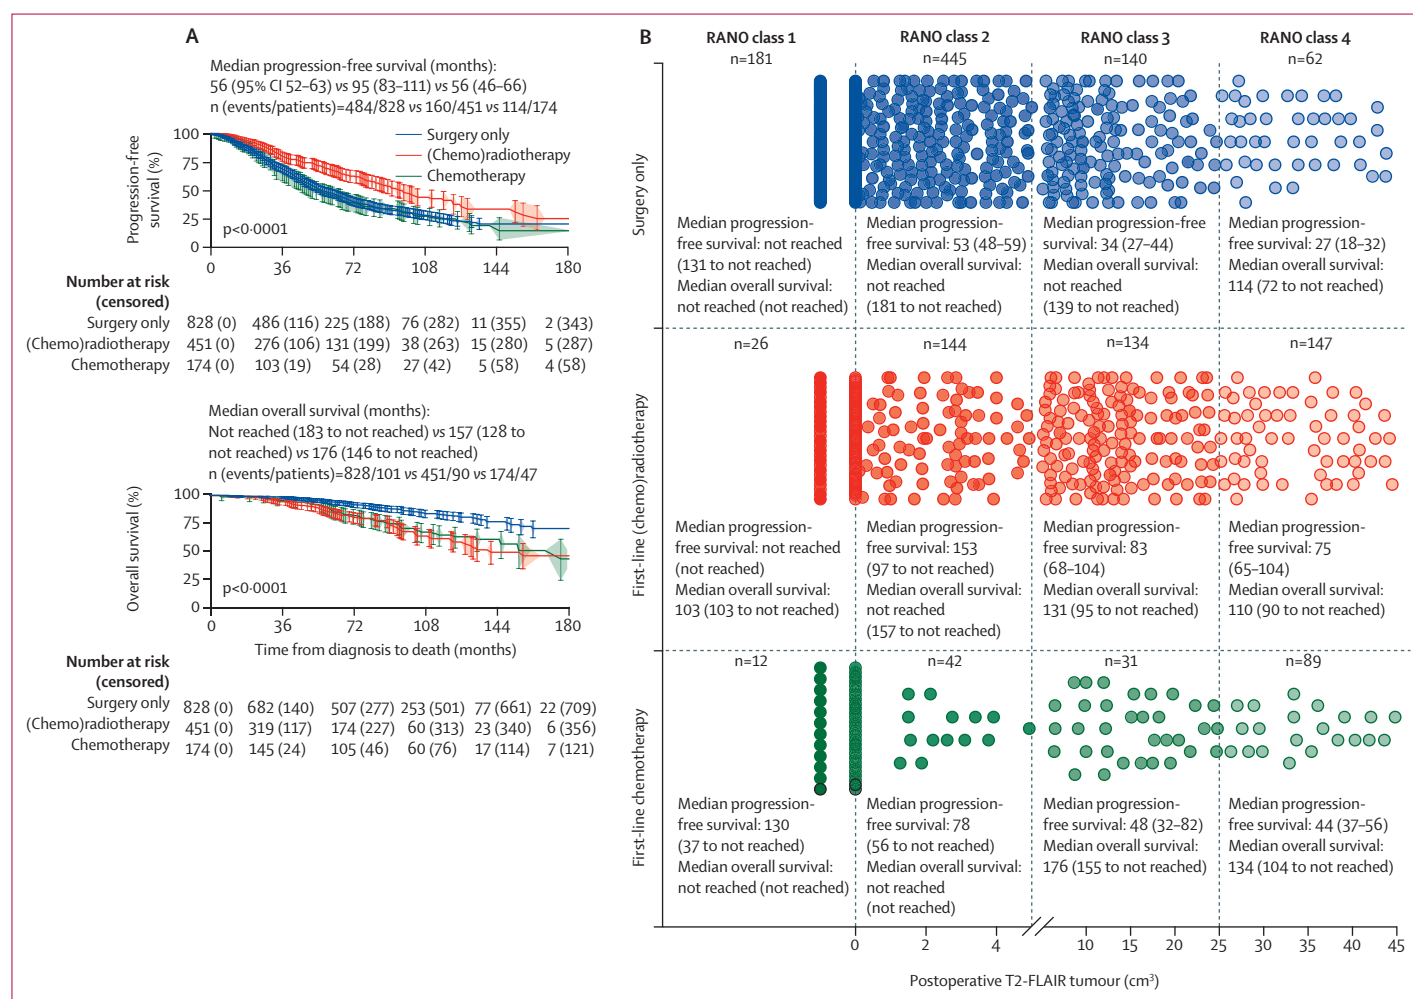 A
Median progression-free survival (months):
56 (95% CI 52–63) vs 95 (83–111) vs 56 (46–66)
n (events/patients)=484/828 vs 160/451 vs 114/174
Surgery only
(Chemo)radiotherapy
Chemotherapy
Progression-free
survival (%)
100
75
50
25
0
p<0·0001
0 36 72 108 144 180
Number at risk
(censored)
Surgery only 828 (0) 486 (116) 225 (188) 76 (282) 11 (355) 2 (343)
(Chemo)radiotherapy 451 (0) 276 (106) 131 (199) 38 (263) 15 (280) 5 (287)
Chemotherapy 174 (0) 103 (19) 54 (28) 27 (42) 5 (58) 4 (58)
Median overall survival (months):
Not reached (183 to not reached) vs 157 (128 to
not reached) vs 176 (146 to not reached)
n (events/patients)=828/101 vs 451/90 vs 174/47
Overall survival (%)
100
75
50
25
0
p<0·0001
0 36 72 108 144 180
Time from diagnosis to death (months)
Number at risk
(censored)
Surgery only 828 (0) 682 (140) 507 (277) 253 (501) 77 (661) 22 (709)
(Chemo)radiotherapy 451 (0) 319 (117) 174 (227) 60 (313) 23 (340) 6 (356)
Chemotherapy 174 (0) 145 (24) 105 (46) 60 (76) 17 (114) 7 (121)
B
RANO class 1 RANO class 2 RANO class 3 RANO class 4
Surgery only
n=181
Median progression-
free survival: not reached
(131 to not reached)
Median overall survival:
not reached (not reached)
n=445
Median progression-
free survival: 53 (48–59)
Median overall survival:
not reached
(181 to not reached)
n=140
Median progression-free
survival: 34 (27–44)
Median overall survival:
not reached
(139 to not reached)
n=62
Median progression-
free survival: 27 (18–32)
Median overall survival:
114 (72 to not reached)
First-line (chemo)radiotherapy
n=26
Median progression-
free survival: not reached
(not reached)
Median overall survival:
103 (103 to not reached)
n=144
Median progression-
free survival: 153
(97 to not reached)
Median overall survival:
not reached
(157 to not reached)
n=134
Median progression-
free survival: 83
(68–104)
Median overall survival:
131 (95 to not reached)
n=147
Median progression-
free survival: 75
(65–104)
Median overall survival:
110 (90 to not reached)
First-line chemotherapy
n=12
Median progression-
free survival: 130
(37 to not reached)
Median overall survival:
not reached (not reached)
n=42
Median progression-
free survival: 78
(56 to not reached)
Median overall survival:
not reached
(not reached)
n=31
Median progression-
free survival: 48 (32–82)
Median overall survival:
176 (155 to not reached)
n=89
Median progression-
free survival: 44 (37–56)
Median overall survival:
134 (104 to not reached)
0 2 4 10 15 20 25 30 35 40 45
Postoperative T2-FLAIR tumour (cm³)